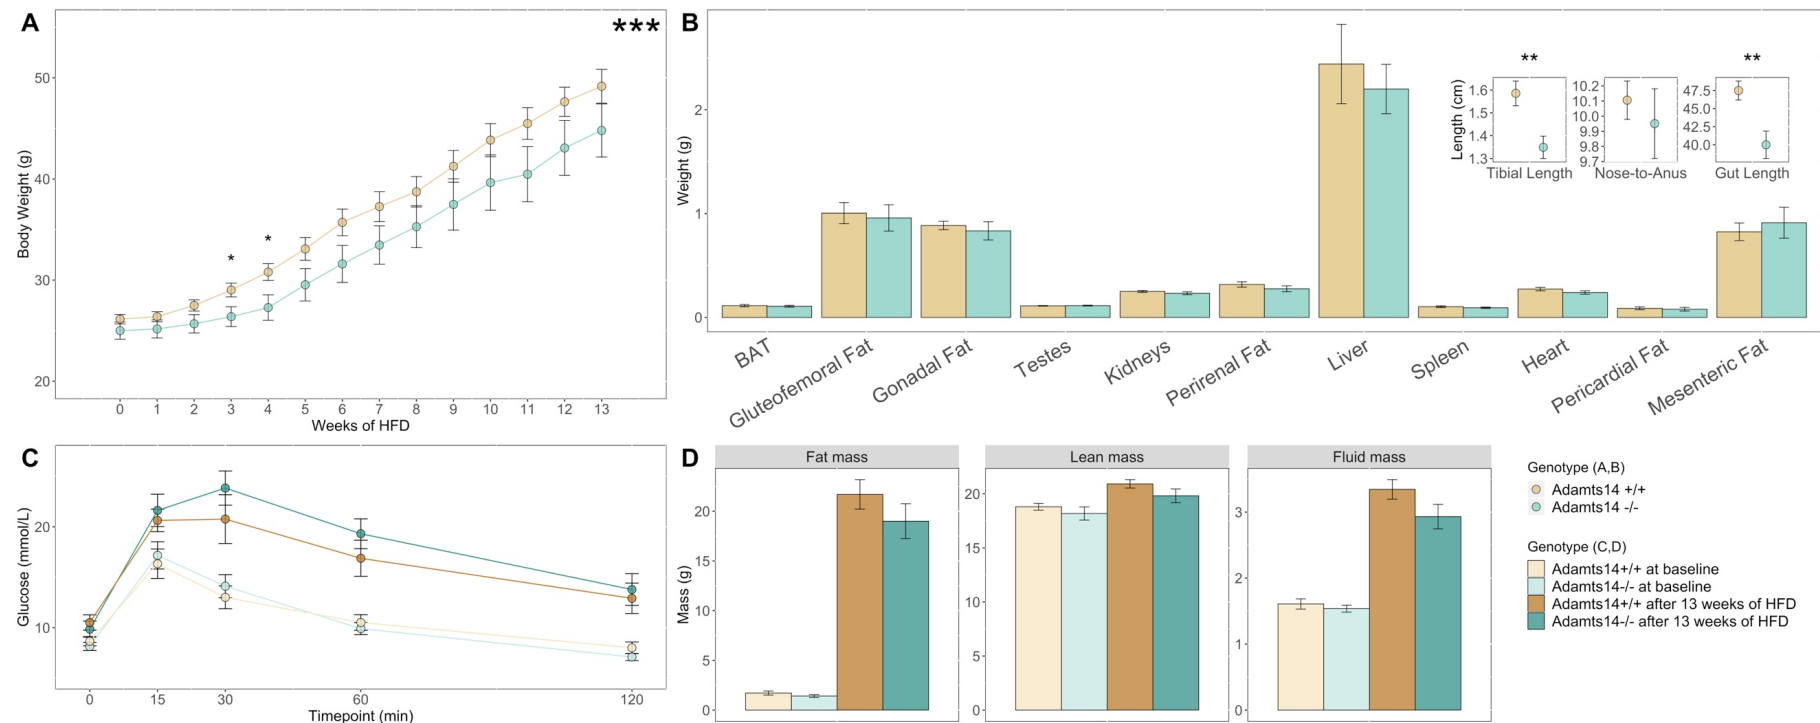 A
***
Body Weight (g)
50
40
30
20
*
*
0 1 2 3 4 5 6 7 8 9 10 11 12 13
Weeks of HFD
B
Weight (g)
2
1
0
BAT
Gluteofemoral Fat
Gonadal Fat
Testes
Kidneys
Perirenal Fat
Liver
Spleen
Heart
Pericardial Fat
Mesenteric Fat
Length (cm)
**
1.6
1.5
1.4
1.3
Tibial Length
10.2
10.1
10.0
9.9
9.8
9.7
Nose-to-Anus
**
47.5
45.0
42.5
40.0
Gut Length
C
Glucose (mmol/L)
20
10
0 15 30 60 120
Timepoint (min)
D
Mass (g)
Fat mass
20
15
10
5
0
Lean mass
20
15
10
5
0
Fluid mass
3
2
1
0
Genotype (A,B)
Adamts14 +/+
Adamts14 -/-
Genotype (C,D)
Adamts14+/+ at baseline
Adamts14-/- at baseline
Adamts14+/+ after 13 weeks of HFD
Adamts14-/- after 13 weeks of HFD